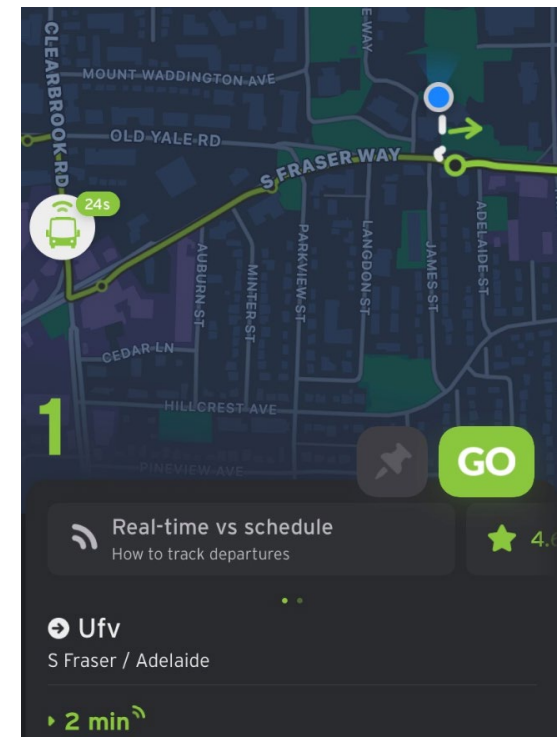 CLEARBROOK RD
E WAY
MOUNT WADDINGTON AVE
OLD YALE RD
S FRASER WAY
24s
AUBURN ST
MINTER ST
PARKVIEW ST
LANGDON ST
JAMES ST
ADELAIDE ST
CEDAR LN
HILLCREST AVE
1
PINEVIEW AVE
GO
Real-time vs schedule
How to track departures
4.
Ufv
S Fraser / Adelaide
2 min